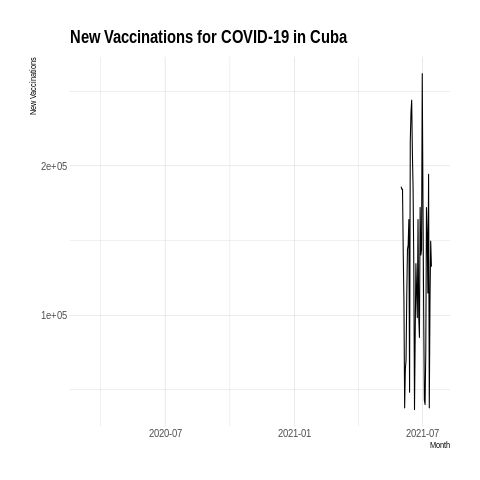 New Vaccinations for COVID-19 in Cuba
New Vaccinations
2e+05
1e+05
2020-07
2021-01
2021-07
Month